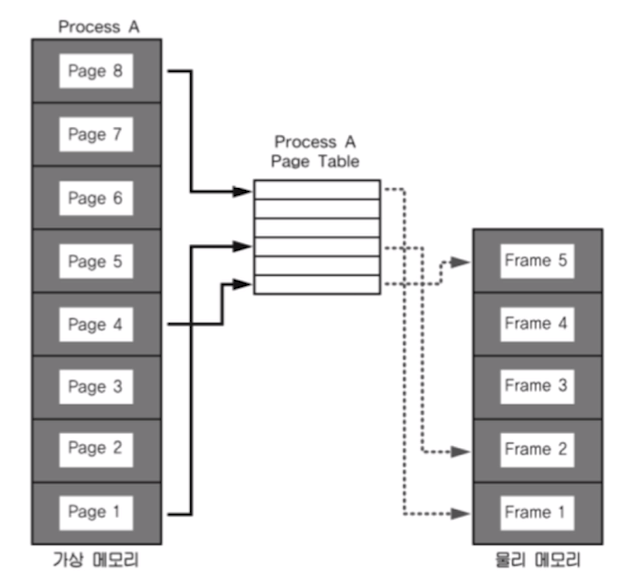 Process A
Page 8
Page 7
Page 6
Page 5
Page 4
Page 3
Page 2
Page 1
가상 메모리
Process A
Page Table
Frame 5
Frame 4
Frame 3
Frame 2
Frame 1
물리 메모리